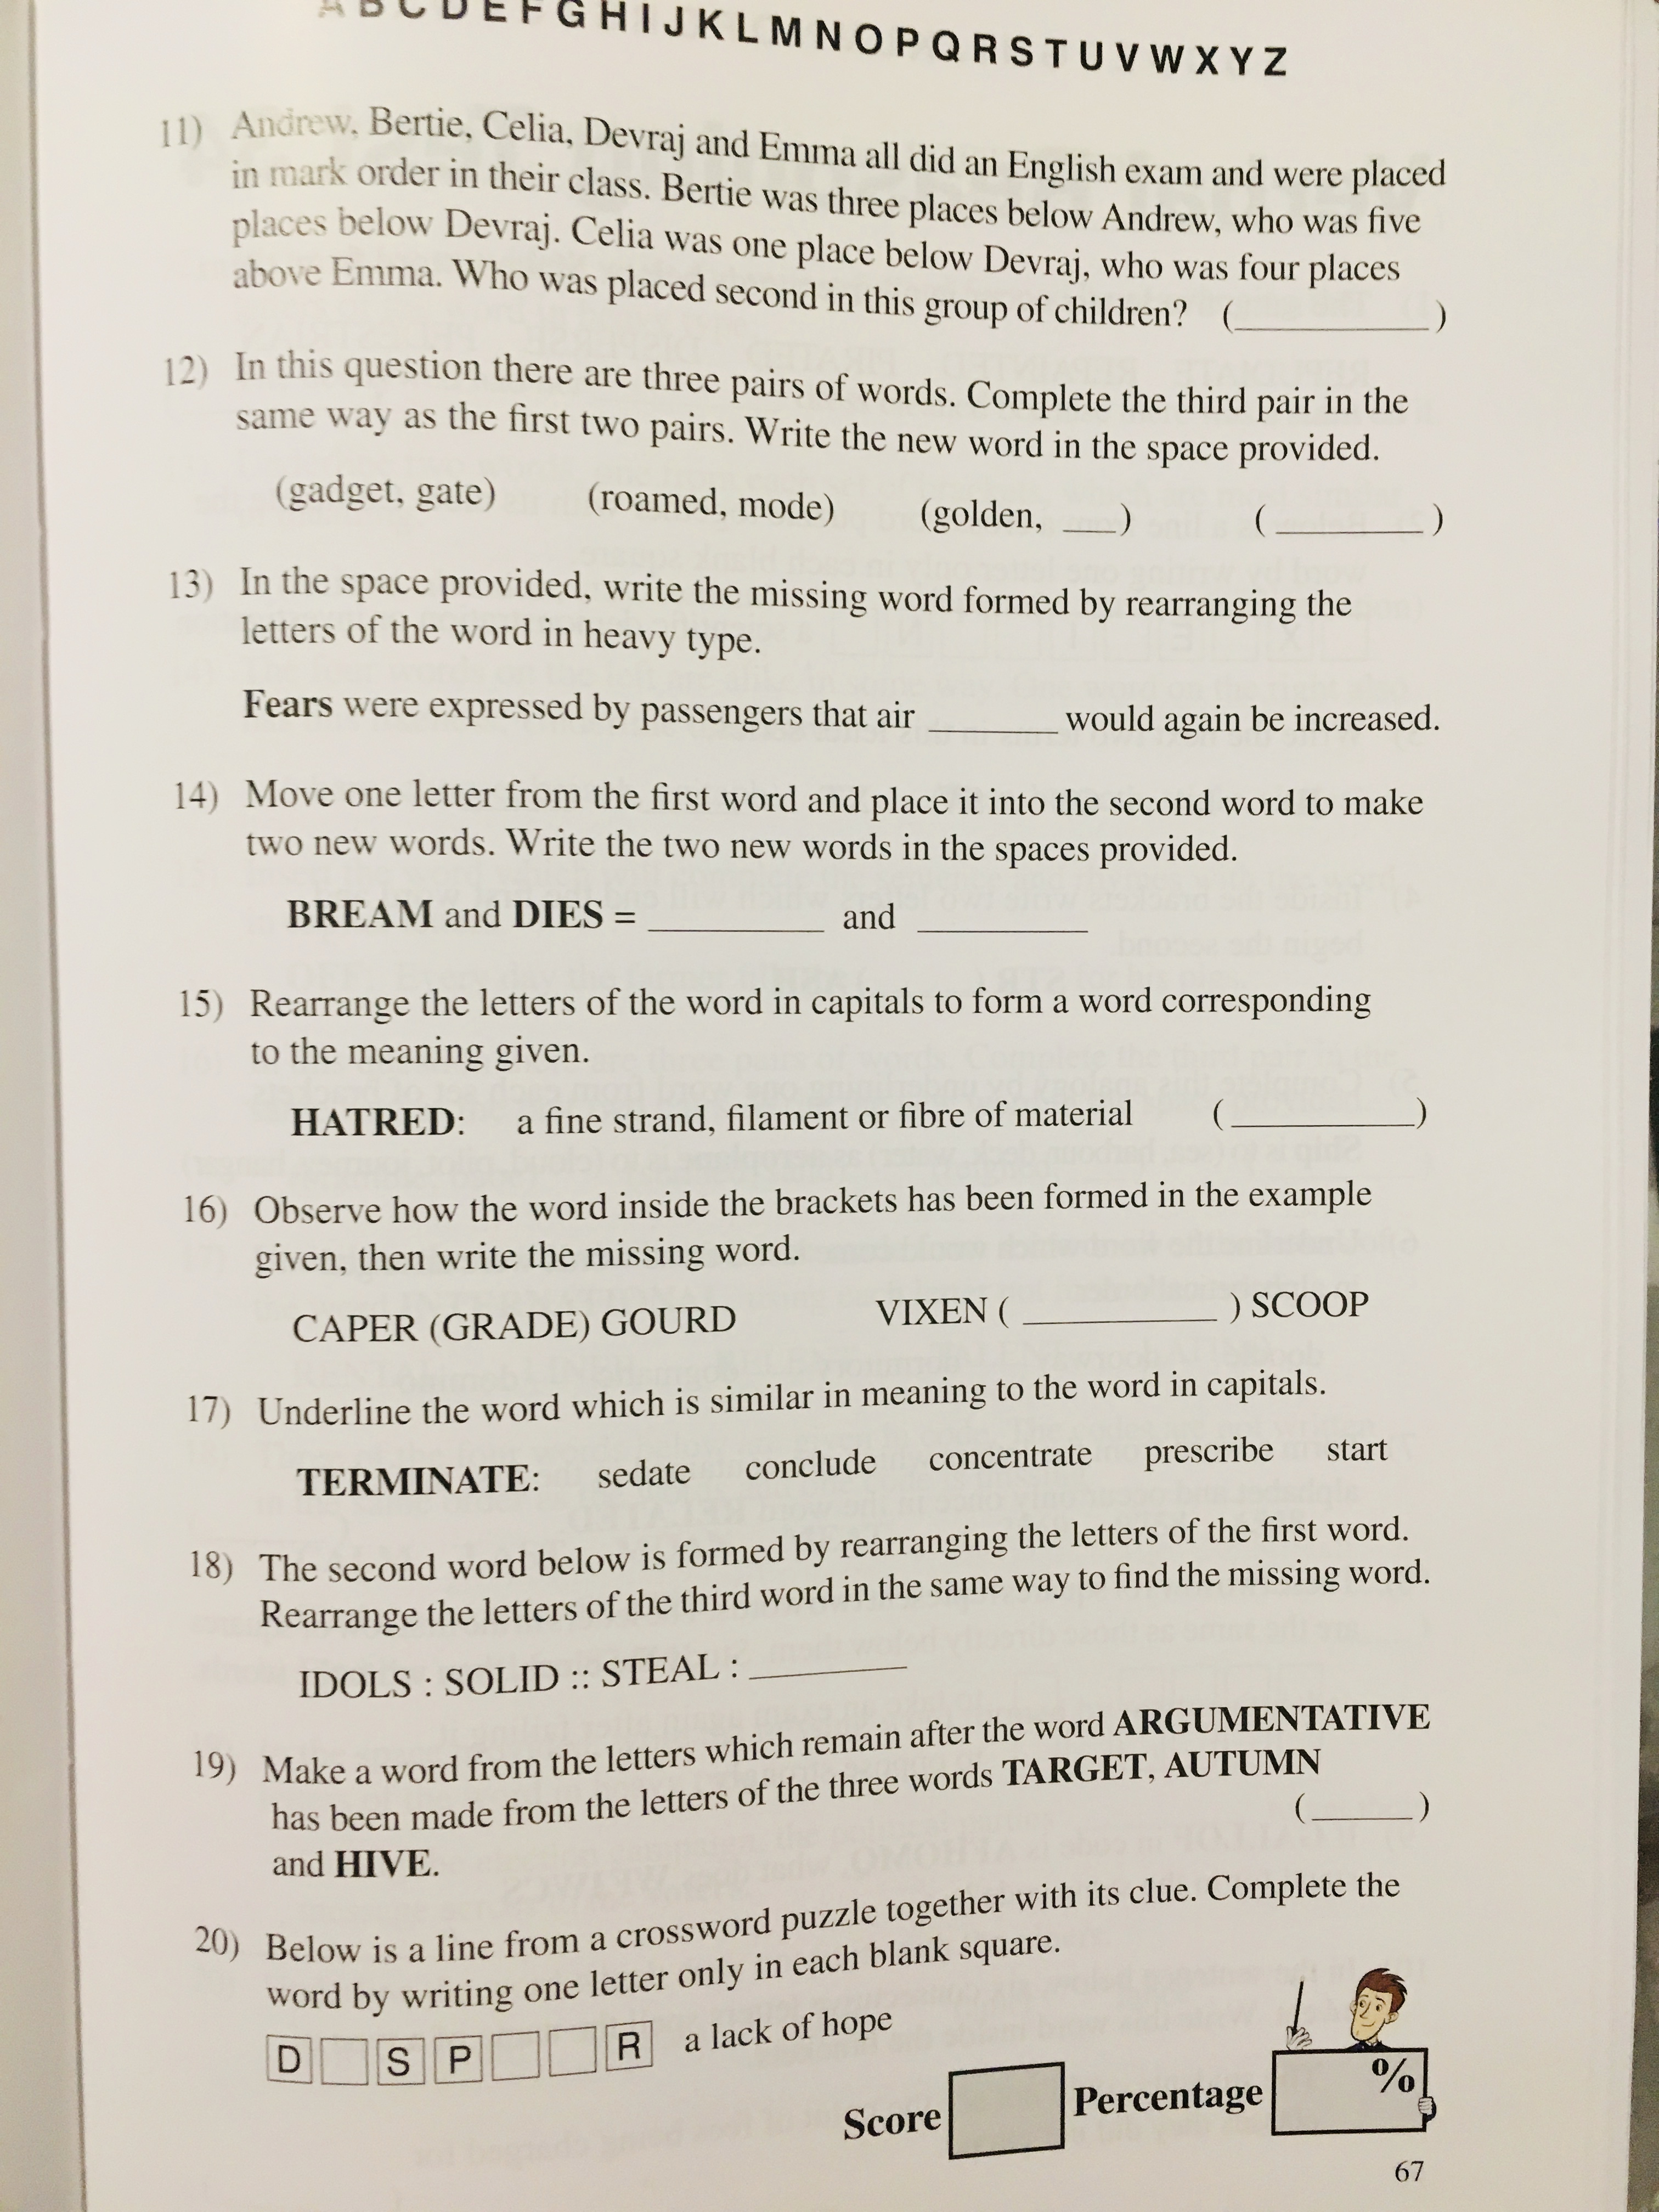 A B C D E F G H I J K L M N O P Q R S T U V W X Y Z
11) Andrew, Bertie, Celia, Devraj and Emma all did an English exam and were placed
in mark order in their class. Bertie was three places below Andrew, who was five
places below Devraj. Celia was one place below Devraj, who was four places
above Emma. Who was placed second in this group of children? (__________)
12) In this question there are three pairs of words. Complete the third pair in the
same way as the first two pairs. Write the new word in the space provided.
(gadget, gate) (roamed, mode) (golden, ___) (________)
13) In the space provided, write the missing word formed by rearranging the
letters of the word in heavy type.
Fears were expressed by passengers that air _______ would again be increased.
14) Move one letter from the first word and place it into the second word to make
two new words. Write the two new words in the spaces provided.
BREAM and DIES = _________ and _________
15) Rearrange the letters of the word in capitals to form a word corresponding
to the meaning given.
HATRED: a fine strand, filament or fibre of material (__________)
16) Observe how the word inside the brackets has been formed in the example
given, then write the missing word.
CAPER (GRADE) GOURD VIXEN (__________) SCOOP
17) Underline the word which is similar in meaning to the word in capitals.
TERMINATE: sedate conclude concentrate prescribe start
18) The second word below is formed by rearranging the letters of the first word.
Rearrange the letters of the third word in the same way to find the missing word.
IDOLS : SOLID :: STEAL : ________
19) Make a word from the letters which remain after the word ARGUMENTATIVE
has been made from the letters of the three words TARGET, AUTUMN
and HIVE. (_____)
20) Below is a line from a crossword puzzle together with its clue. Complete the
word by writing one letter only in each blank square.
D S P R a lack of hope
Score Percentage %
67